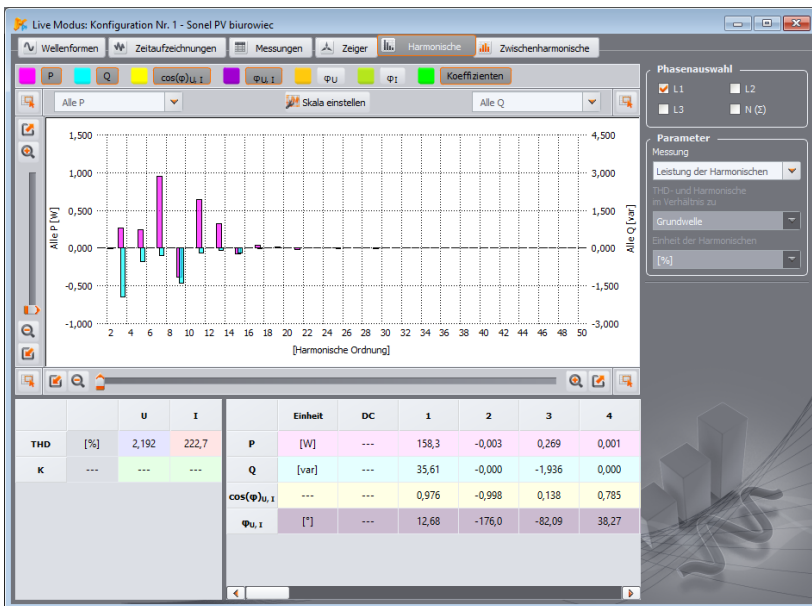 Live Modus: Konfiguration Nr. 1 - Sonel PV biurowiec
Wellenformen Zeitaufzeichnungen Messungen Zeiger Harmonische Zwischenharmonische
P Q cos(φ)U, I φU, I φU φI Koeffizienten
Alle P Skala einstellen Alle Q
Phasenauswahl
L1 L2
L3 N (Σ)
Parameter
Messung
Leistung der Harmonischen
THD- und Harmonische
im Verhältnis zu
Grundwelle
Einheit der Harmonischen
[%]
Alle P [W]
1,500
1,000
0,500
0,000
-0,500
-1,000
4,500
3,000
1,500
0,000
-1,500
-3,000
Alle Q [var]
2 4 6 8 10 12 14 16 18 20 22 24 26 28 30 32 34 36 38 40 42 44 46 48 50
[Harmonische Ordnung]
U I
THD [%] 2,192 222,7
K --- --- ---
Einheit DC 1 2 3 4
P [W] --- 158,3 -0,003 0,269 0,001
Q [var] --- 35,61 -0,000 -1,936 0,000
cos(φ)U, I --- --- 0,976 -0,998 0,138 0,785
φU, I [°] --- 12,68 -176,0 -82,09 38,27